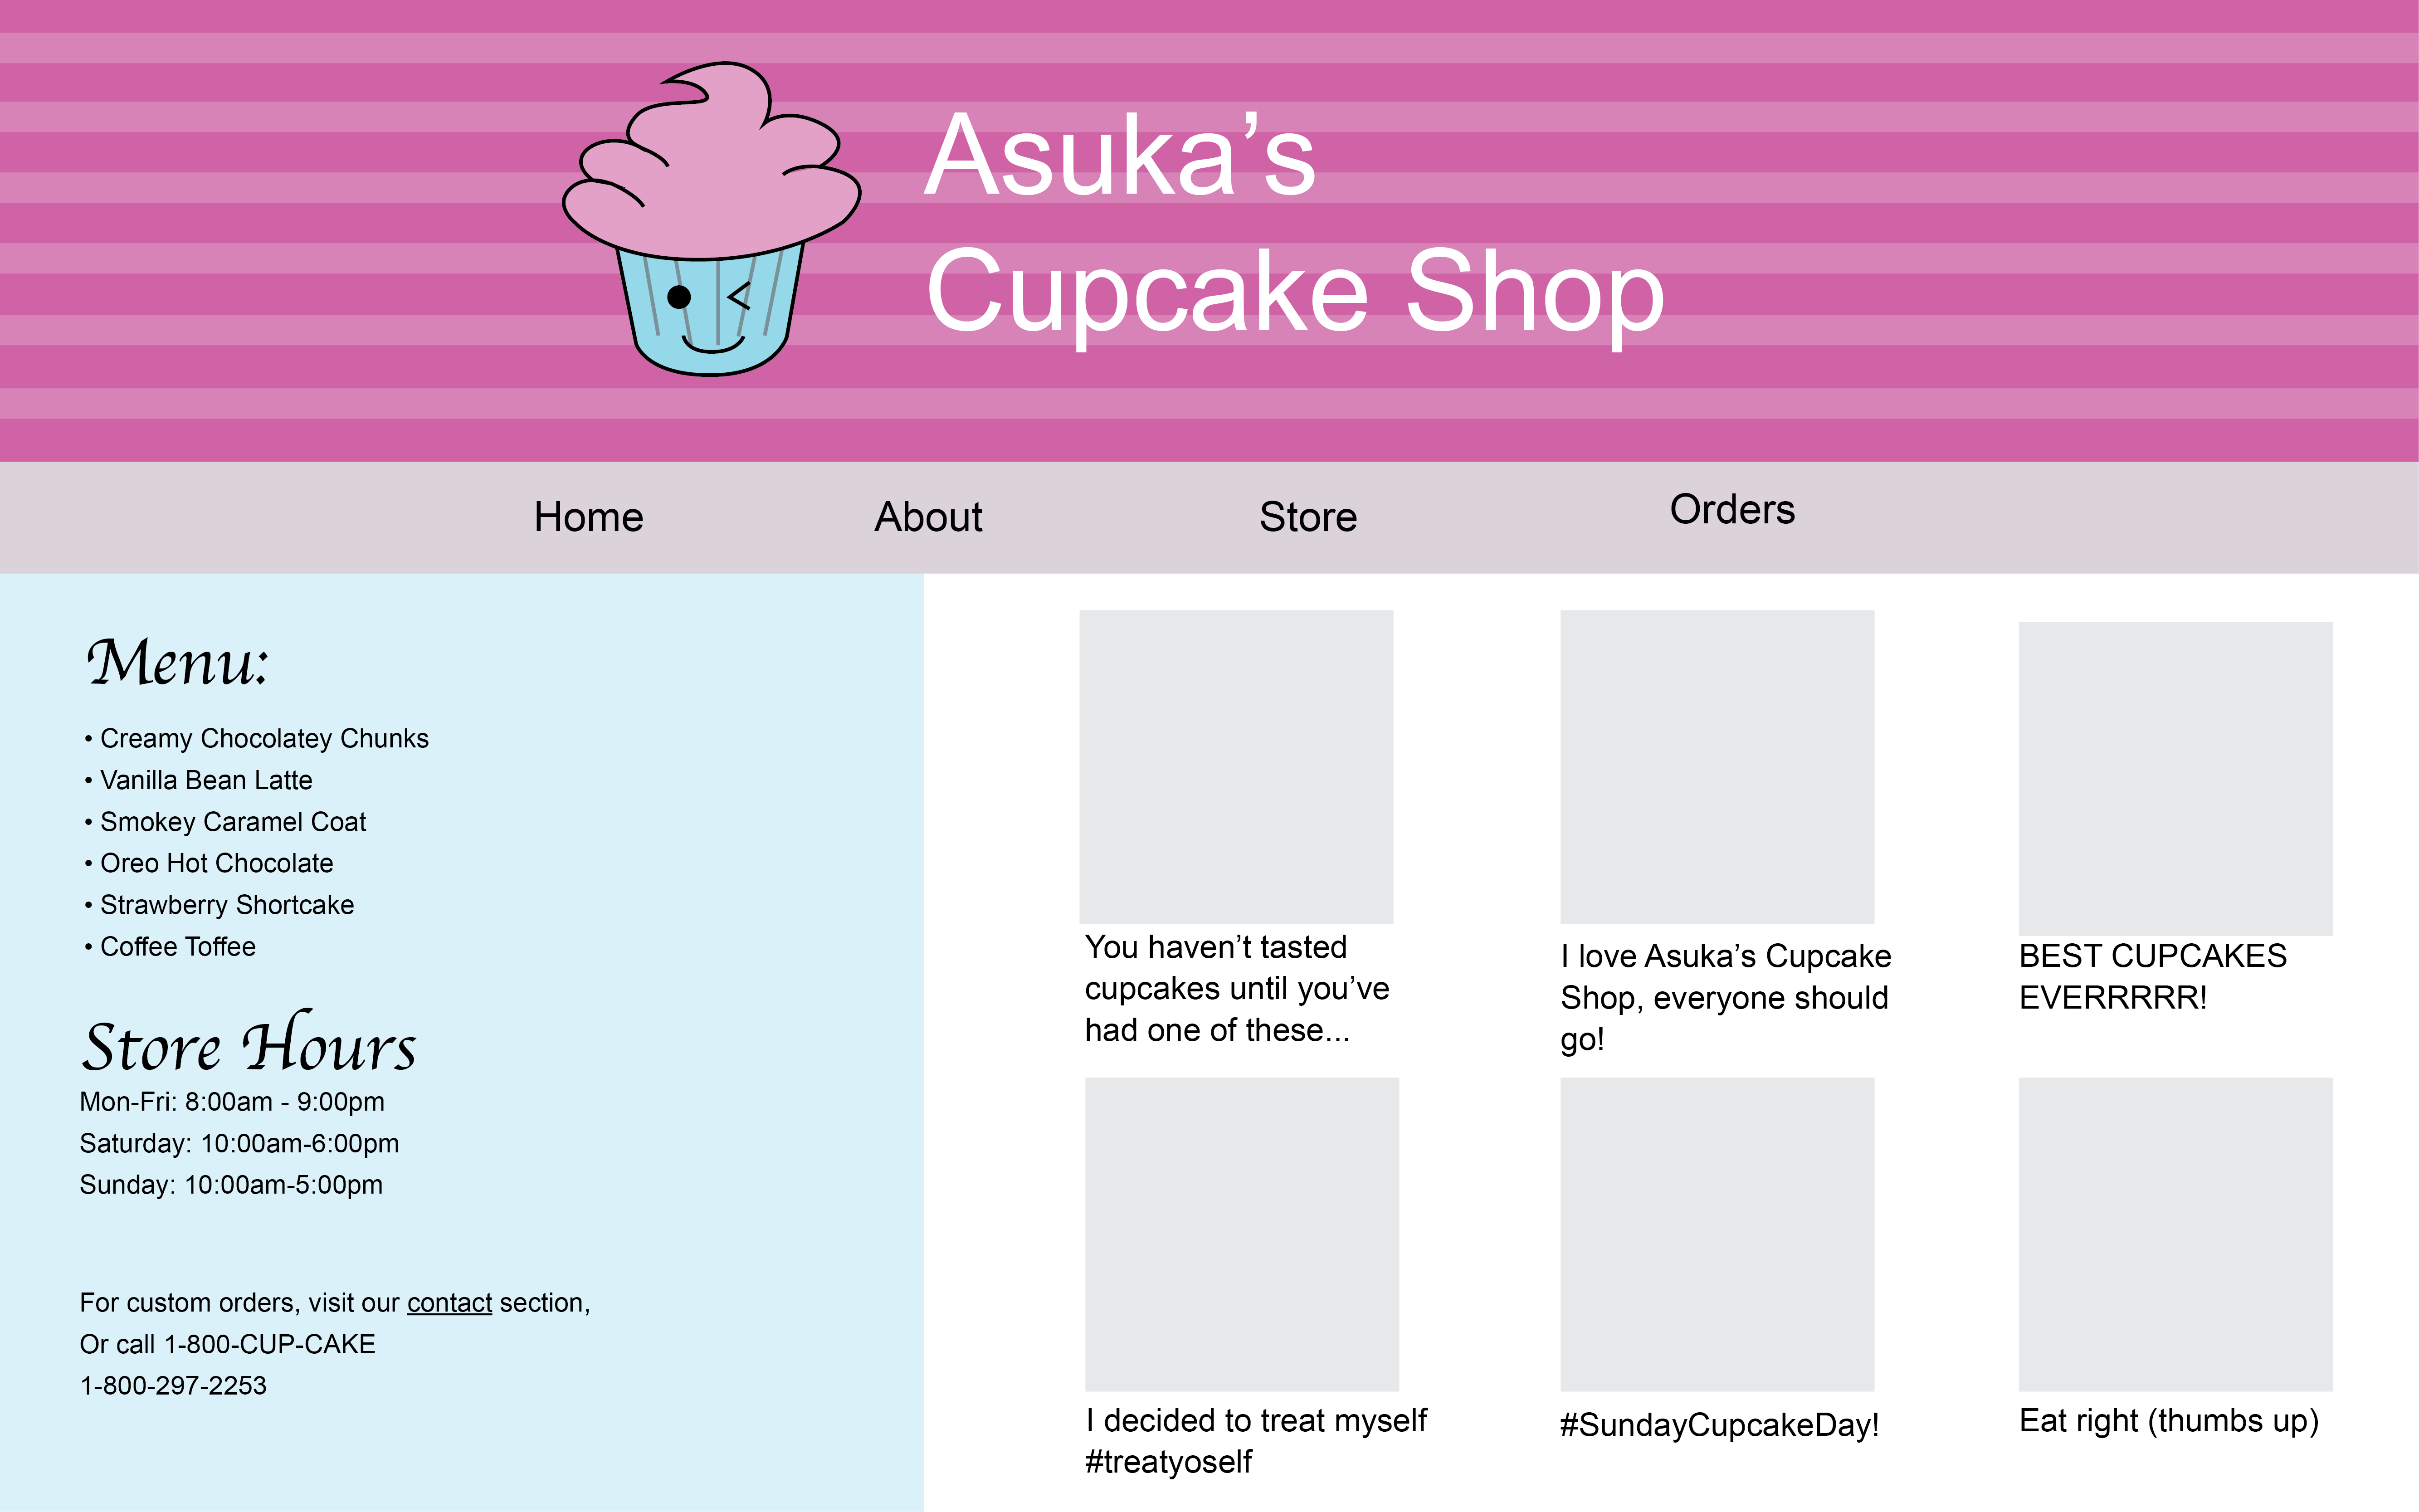 Asuka’s
Cupcake Shop
Home About Store Orders
Menu:
• Creamy Chocolatey Chunks
• Vanilla Bean Latte
• Smokey Caramel Coat
• Oreo Hot Chocolate
• Strawberry Shortcake
• Coffee Toffee
Store Hours
Mon-Fri: 8:00am - 9:00pm
Saturday: 10:00am-6:00pm
Sunday: 10:00am-5:00pm
For custom orders, visit our contact section,
Or call 1-800-CUP-CAKE
1-800-297-2253
You haven’t tasted
cupcakes until you’ve
had one of these...
I love Asuka’s Cupcake
Shop, everyone should
go!
BEST CUPCAKES
EVERRRRR!
I decided to treat myself
#treatyoself
#SundayCupcakeDay!
Eat right (thumbs up)